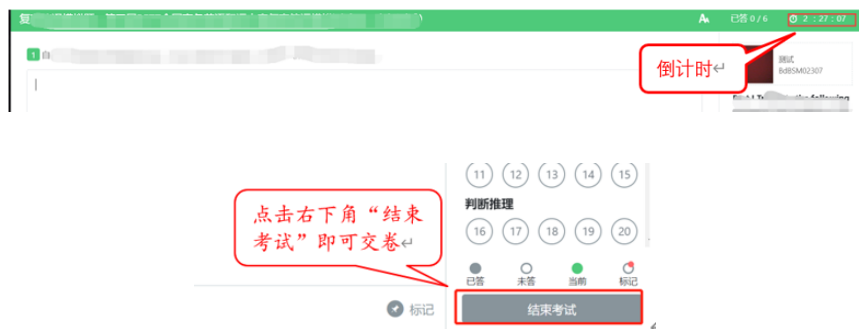 已答 0 / 6
2 : 27 : 07
1
倒计时
测试
BdBSM02307
following
11 12 13 14 15
判断推理
16 17 18 19 20
点击右下角“结束
考试”即可交卷
已答 未答 当前 标记
标记
结束考试